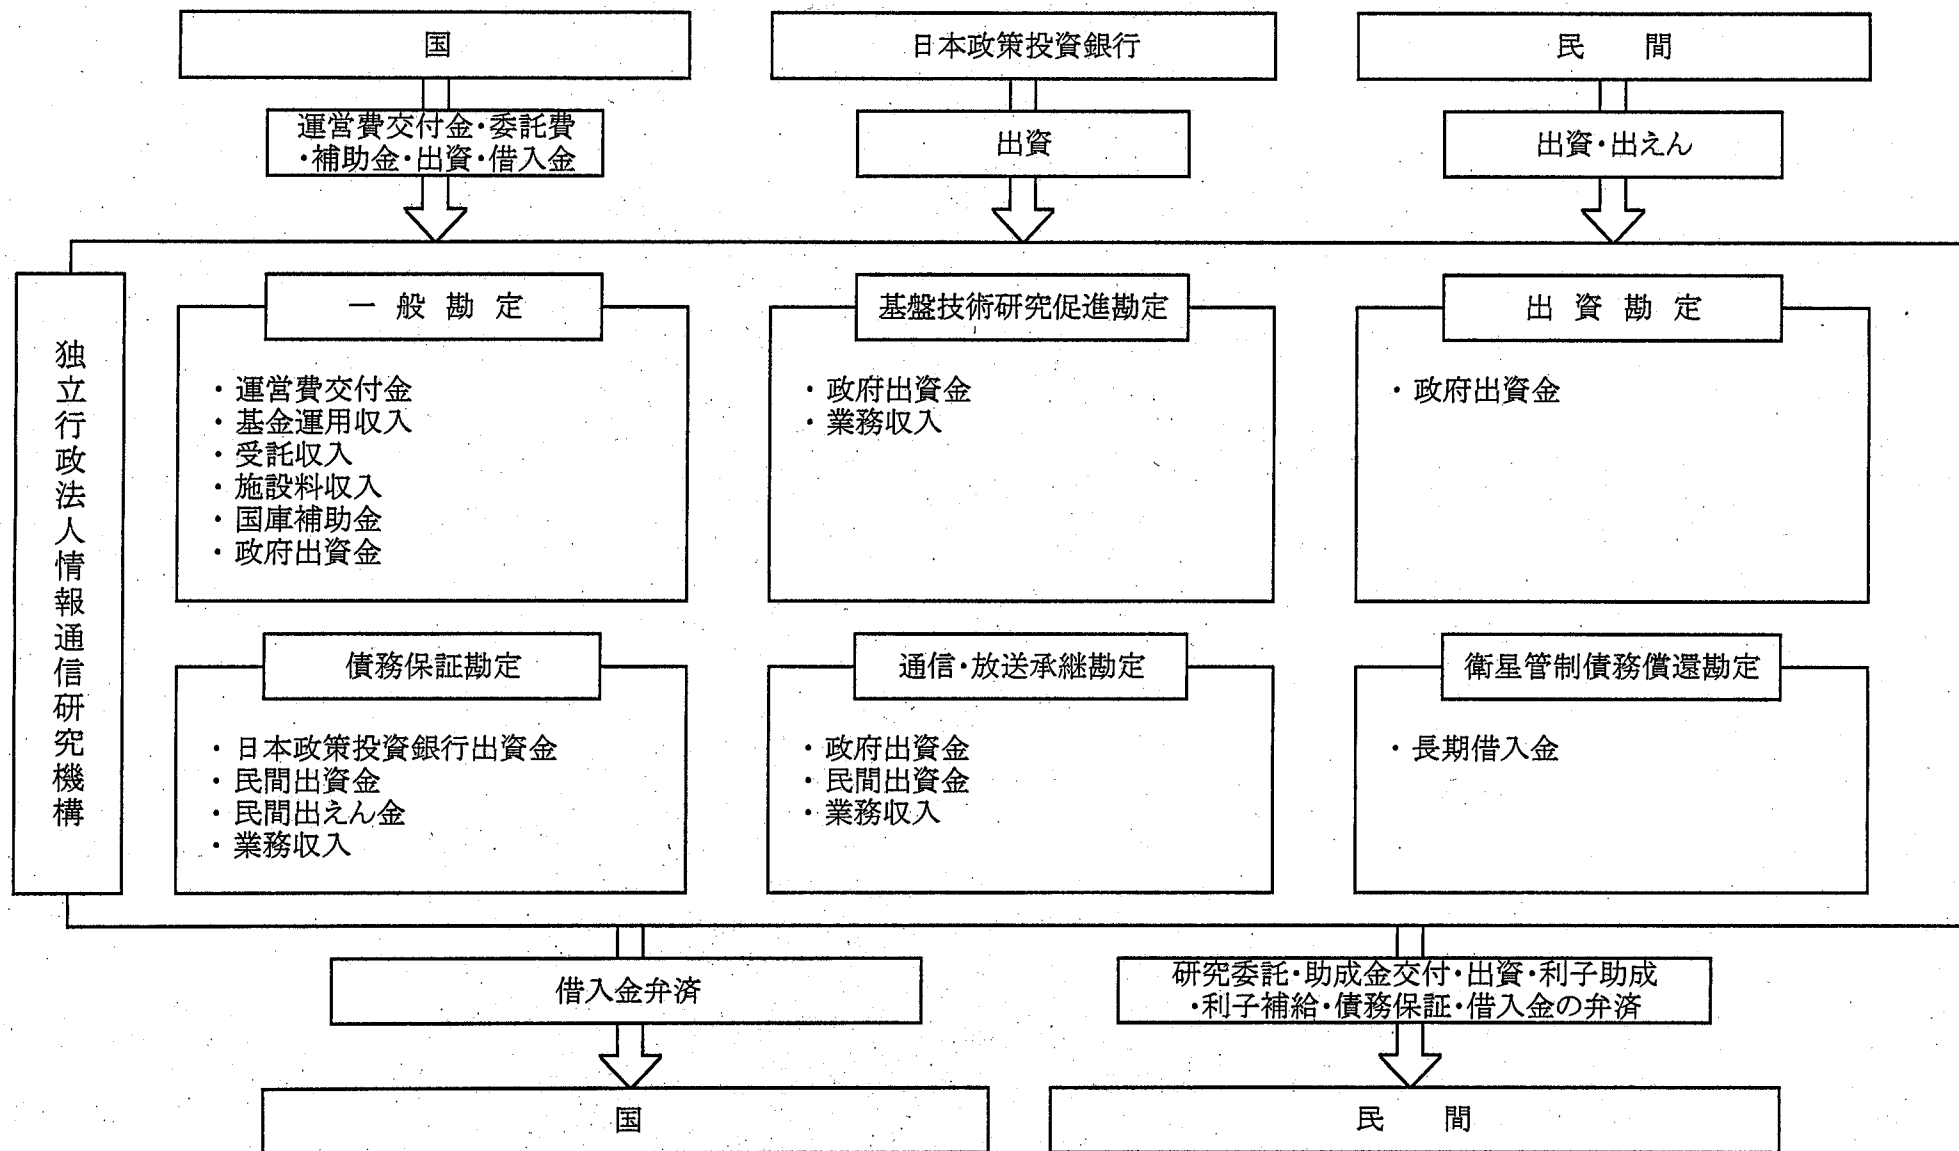 国
日本政策投資銀行
民　間
運営費交付金・委託費
・補助金・出資・借入金
出資
出資・出えん
独立行政法人情報通信研究機構
一般勘定
・運営費交付金
・基金運用収入
・受託収入
・施設料収入
・国庫補助金
・政府出資金
基盤技術研究促進勘定
・政府出資金
・業務収入
出資勘定
・政府出資金
債務保証勘定
・日本政策投資銀行出資金
・民間出資金
・民間出えん金
・業務収入
通信・放送承継勘定
・政府出資金
・民間出資金
・業務収入
衛星管制債務償還勘定
・長期借入金
借入金弁済
研究委託・助成金交付・出資・利子助成
・利子補給・債務保証・借入金の弁済
国
民　間